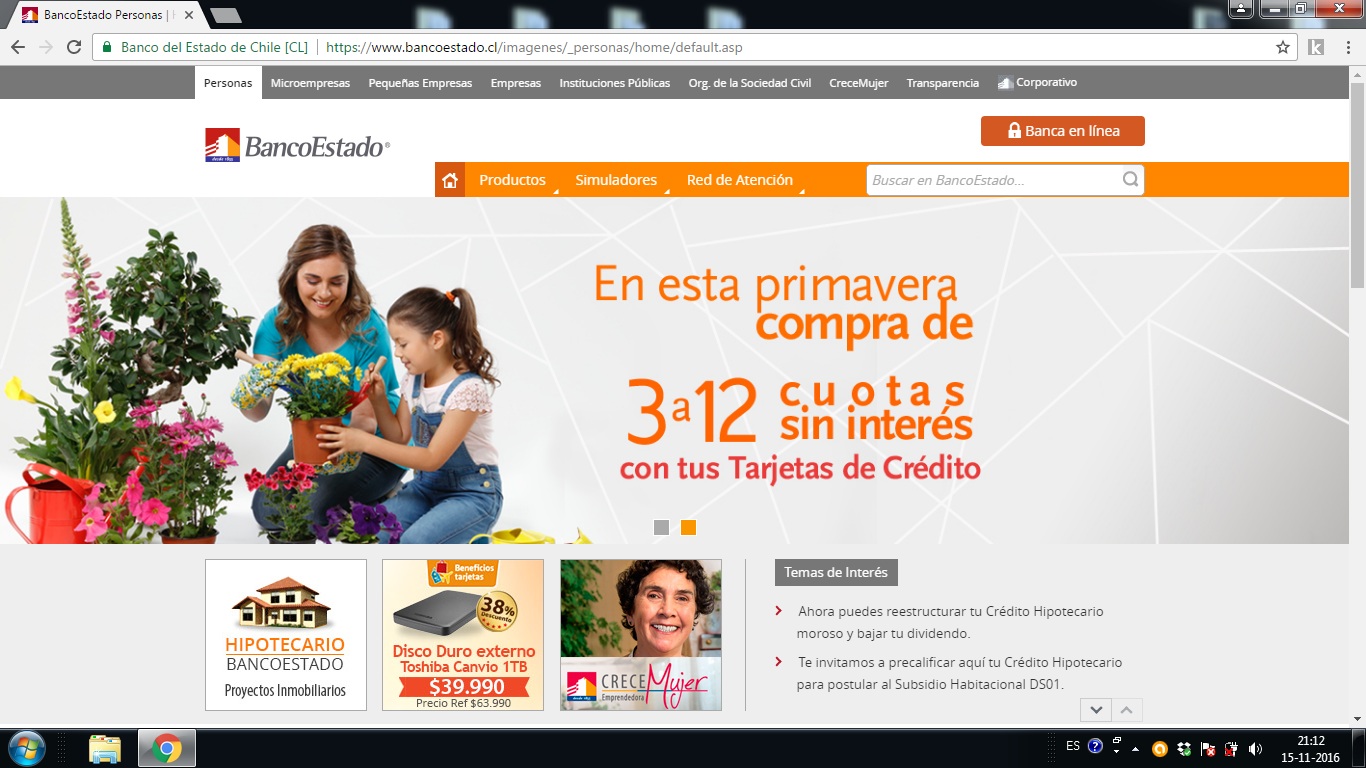 BancoEstado Personas |
Banco del Estado de Chile [CL]
https://www.bancoestado.cl/imagenes/_personas/home/default.asp
Personas
Microempresas
Pequeñas Empresas
Empresas
Instituciones Públicas
Org. de la Sociedad Civil
CreceMujer
Transparencia
Corporativo
BancoEstado®
desde 1855
Banca en línea
Productos
Simuladores
Red de Atención
Buscar en BancoEstado...
En esta primavera
compra de
3 a 12 cuotas
sin interés
con tus Tarjetas de Crédito
HIPOTECARIO
BANCOESTADO
Proyectos Inmobiliarios
Beneficios
tarjetas
38%
Descuento
Disco Duro externo
Toshiba Canvio 1TB
$39.990
Precio Ref $63.990
CRECE Mujer
Emprendedora
Temas de Interés
Ahora puedes reestructurar tu Crédito Hipotecario
moroso y bajar tu dividendo.
Te invitamos a precalificar aquí tu Crédito Hipotecario
para postular al Subsidio Habitacional DS01.
ES
21:12
15-11-2016